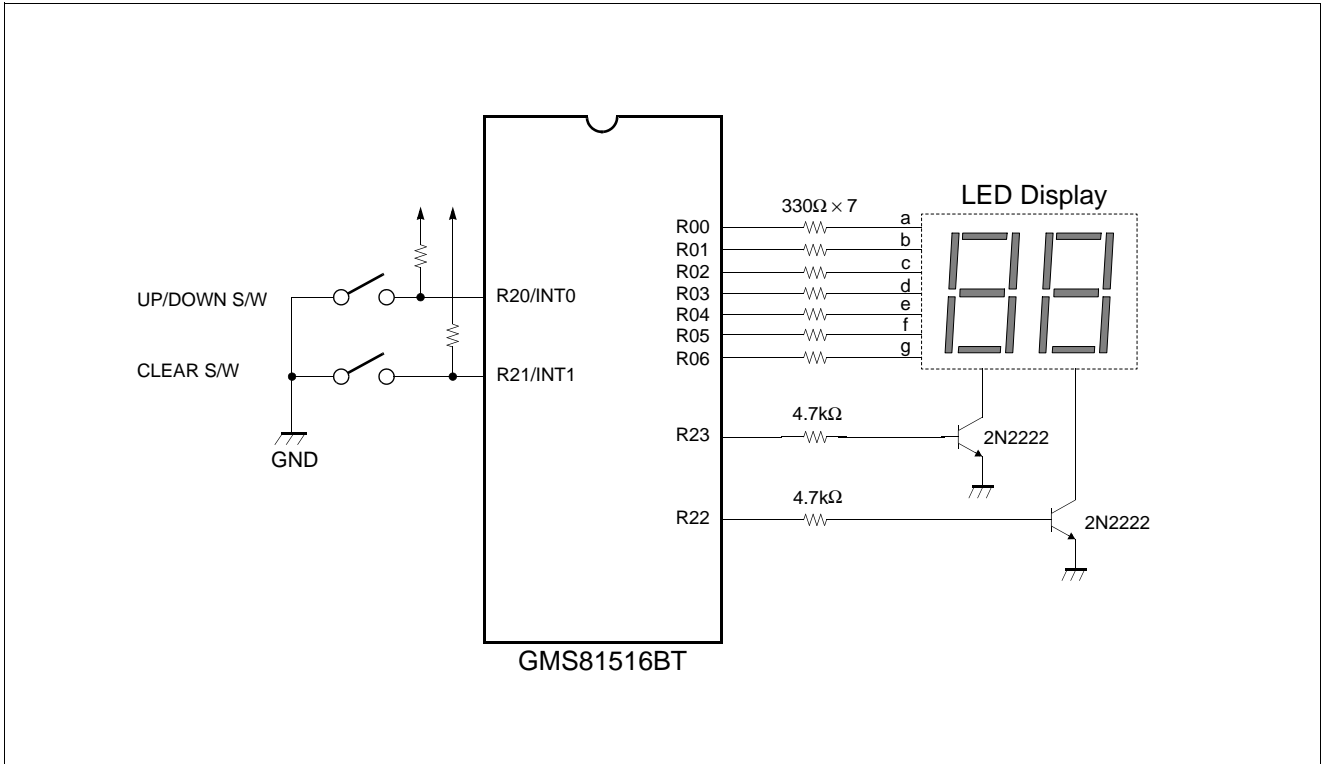 LED Display
330Ω × 7
R00
a
R01
b
R02
c
R03
d
R04
e
R05
f
R06
g
UP/DOWN S/W
R20/INT0
CLEAR S/W
R21/INT1
GND
4.7kΩ
R23
2N2222
4.7kΩ
R22
2N2222
GMS81516BT